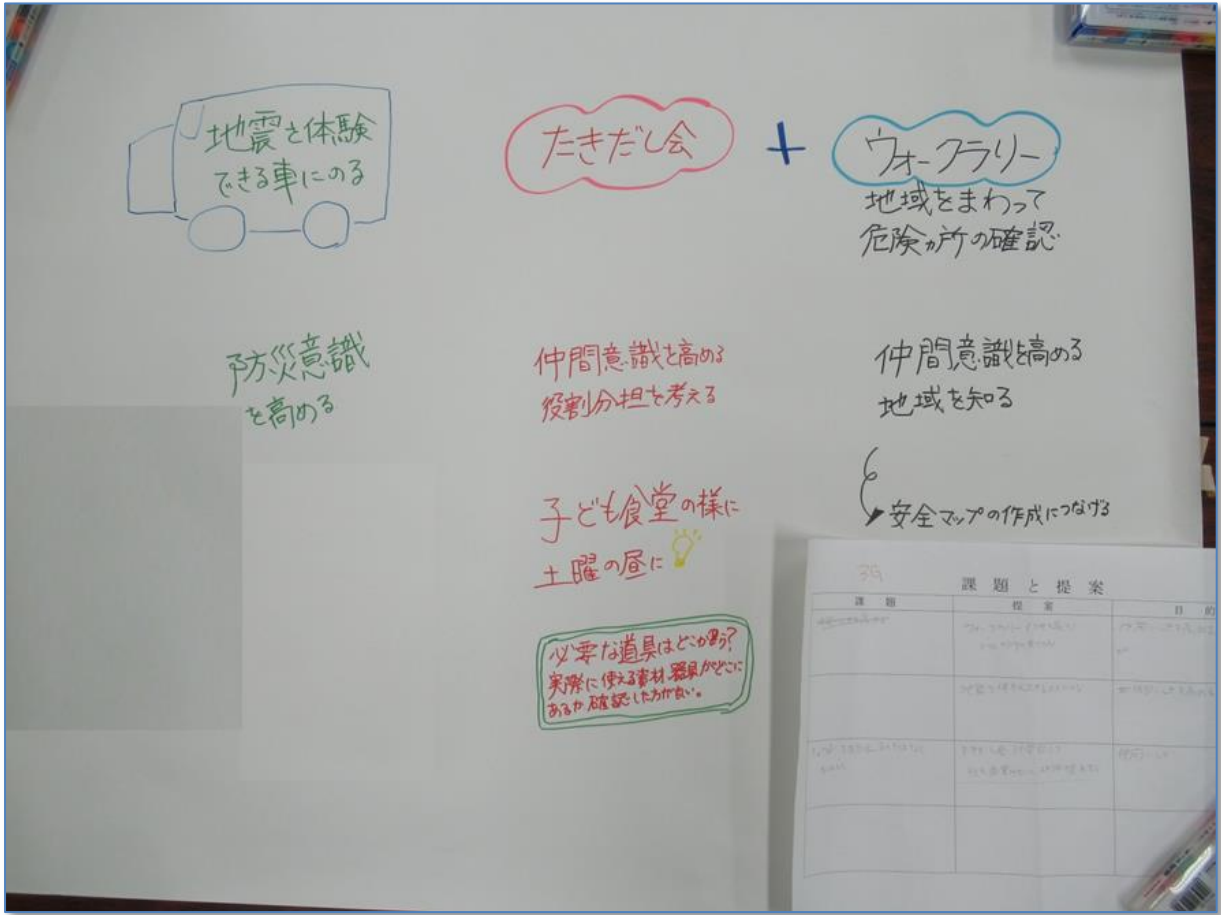 地震を体験
できる車にのる
防災意識
を高める
たきだし会
仲間意識を高める
役割分担を考える
子ども食堂の様に
土曜の昼に
必要な道具はどこが買う?
実際に使える資材、器具がどこに
あるか確認した方が良い。
+
ウォークラリー
地域をまわって
危険ヵ所の確認
仲間意識を高める
地域を知る
安全マップの作成につなげる
課題と提案
課題
提案
目的